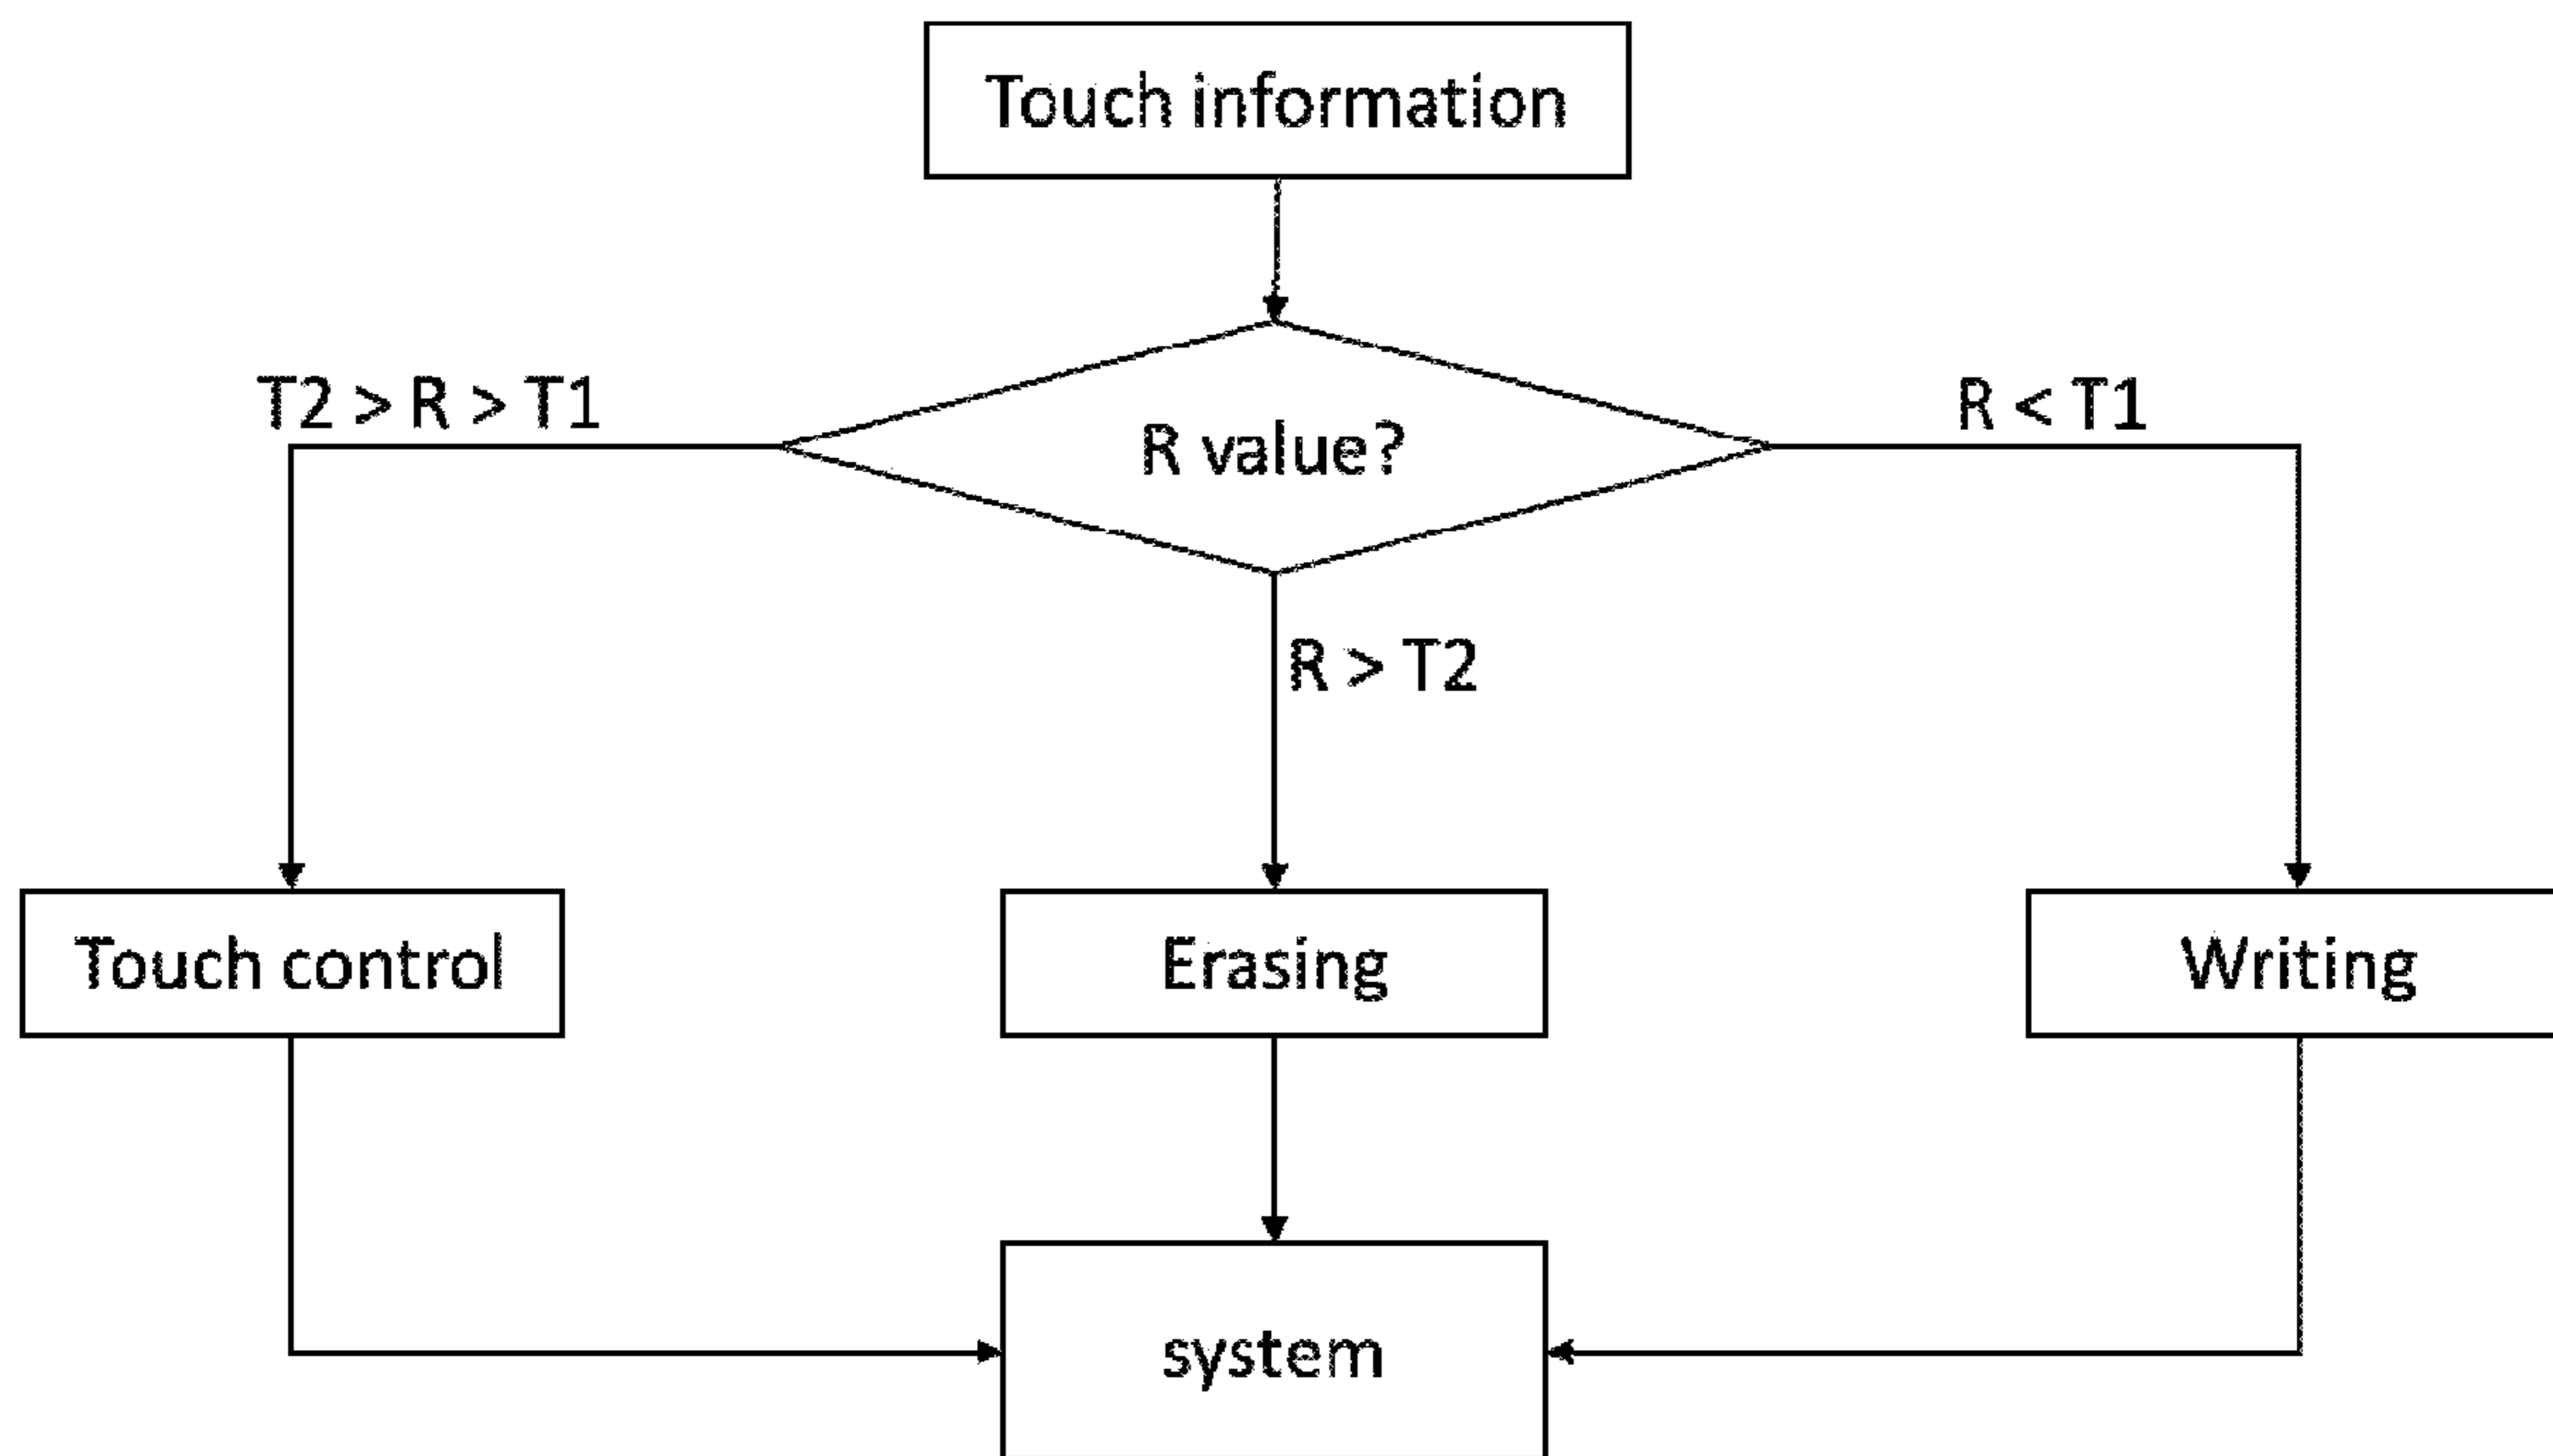 Touch information
T2 > R > T1
R value?
R < T1
R > T2
Touch control
Erasing
Writing
system